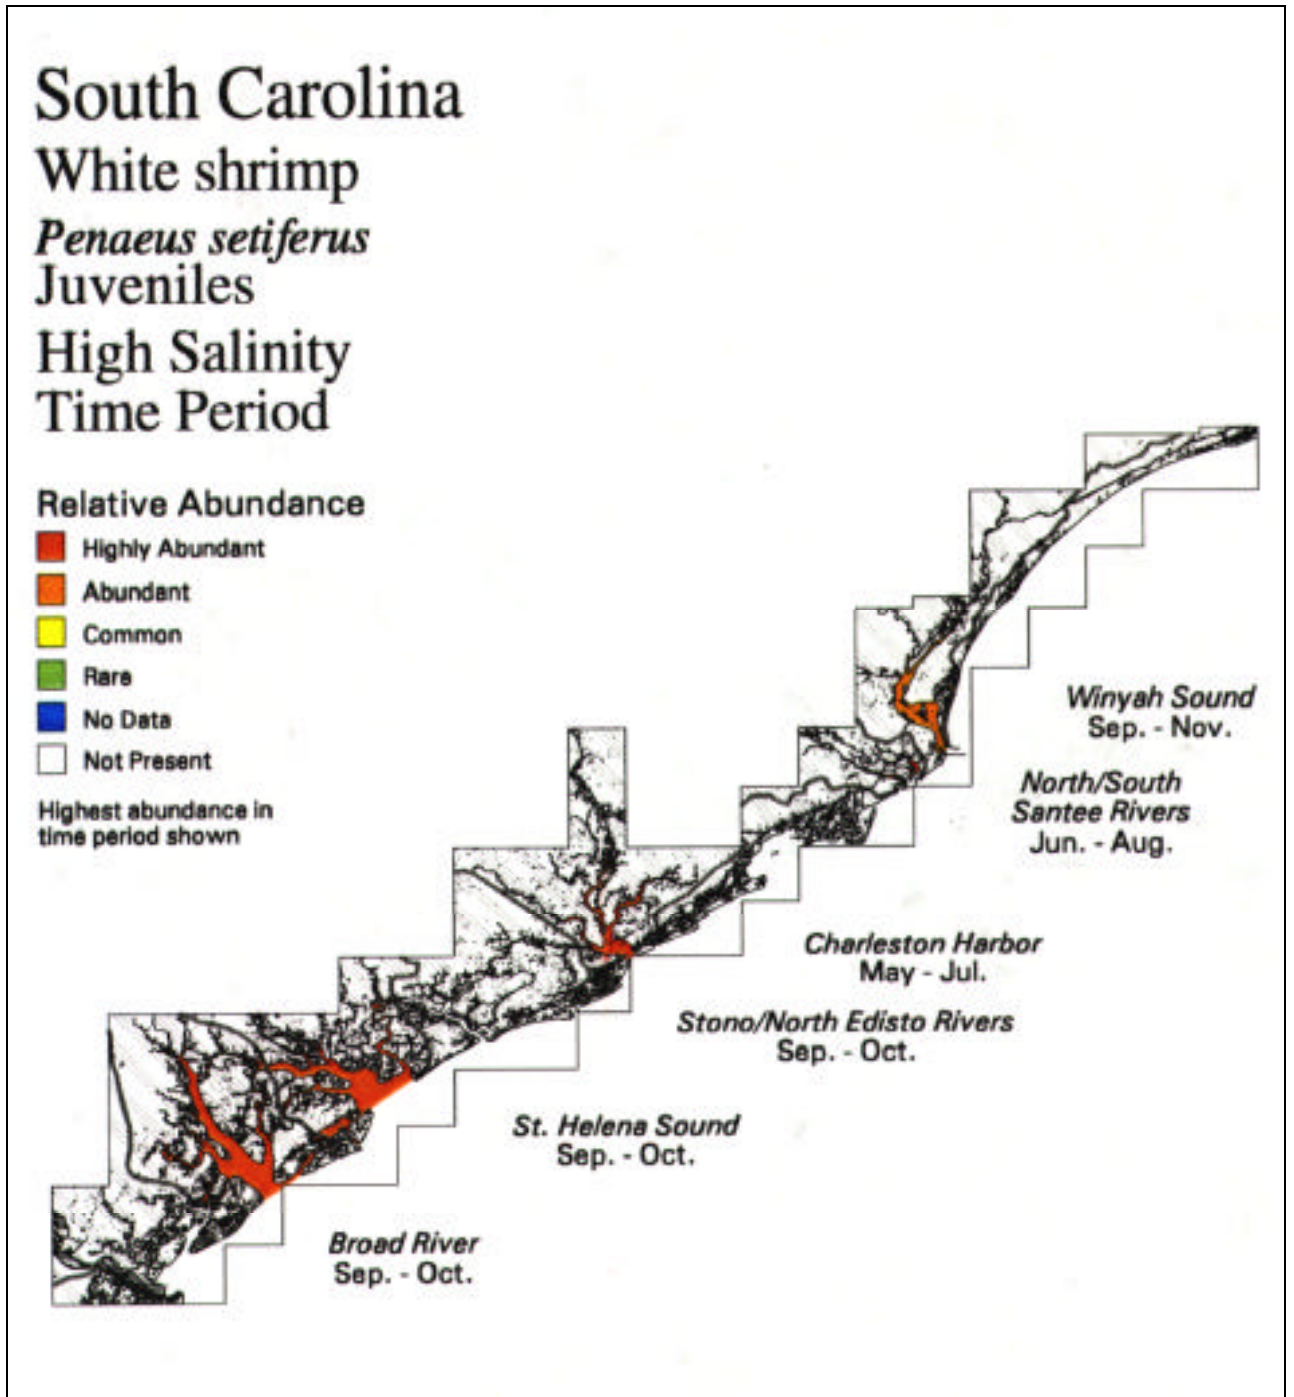 South Carolina
White shrimp
Penaeus setiferus
Juveniles
High Salinity
Time Period
Relative Abundance
Highly Abundant
Abundant
Common
Rare
No Data
Not Present
Highest abundance in
time period shown
Winyah Sound
Sep. - Nov.
North/South
Santee Rivers
Jun. - Aug.
Charleston Harbor
May - Jul.
Stono/North Edisto Rivers
Sep. - Oct.
St. Helena Sound
Sep. - Oct.
Broad River
Sep. - Oct.